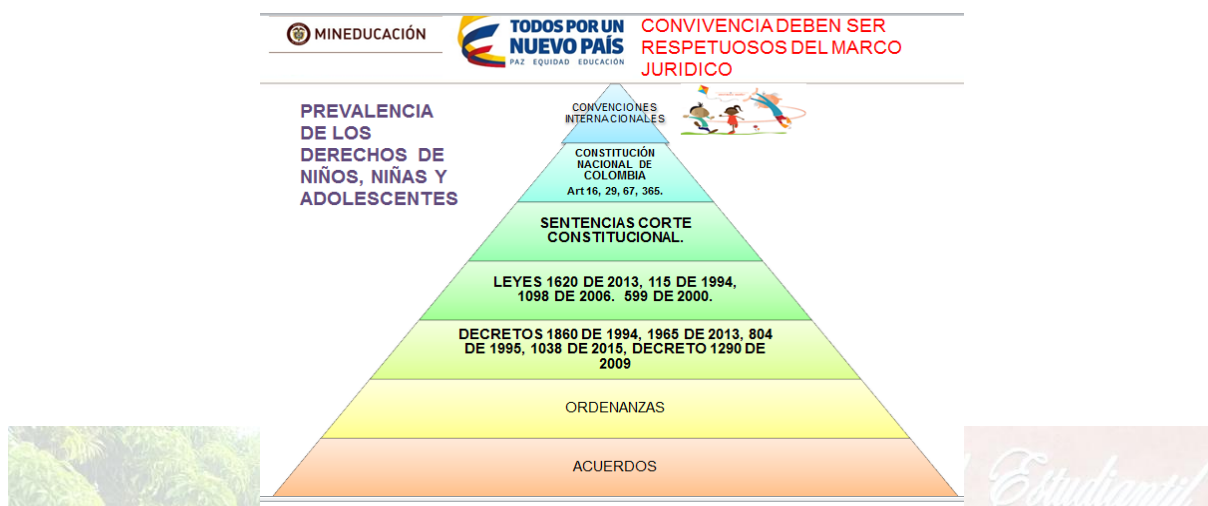 MINEDUCACIÓN
TODOS POR UN
NUEVO PAÍS
PAZ EQUIDAD EDUCACIÓN
CONVIVENCIA DEBEN SER
RESPETUOSOS DEL MARCO
JURIDICO
PREVALENCIA
DE LOS
DERECHOS DE
NIÑOS, NIÑAS Y
ADOLESCENTES
CONVENCIONES
INTERNACIONALES
CONSTITUCIÓN
NACIONAL DE
COLOMBIA
Art 16, 29, 67, 365.
SENTENCIAS CORTE
CONSTITUCIONAL.
LEYES 1620 DE 2013, 115 DE 1994,
1098 DE 2006. 599 DE 2000.
DECRETOS 1860 DE 1994, 1965 DE 2013, 804
DE 1995, 1038 DE 2015, DECRETO 1290 DE
2009
ORDENANZAS
ACUERDOS
Estudiantil